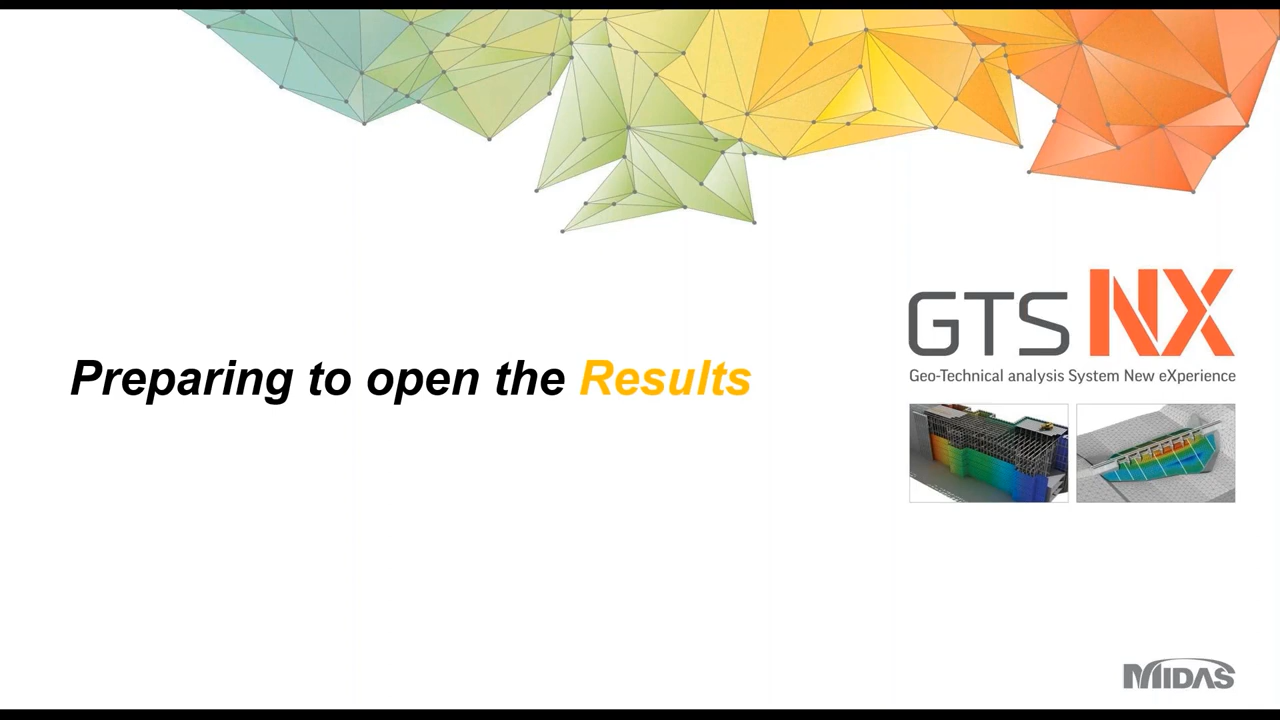 Preparing to open the Results
GTS NX
Geo-Technical analysis System New eXperience
MIDAS